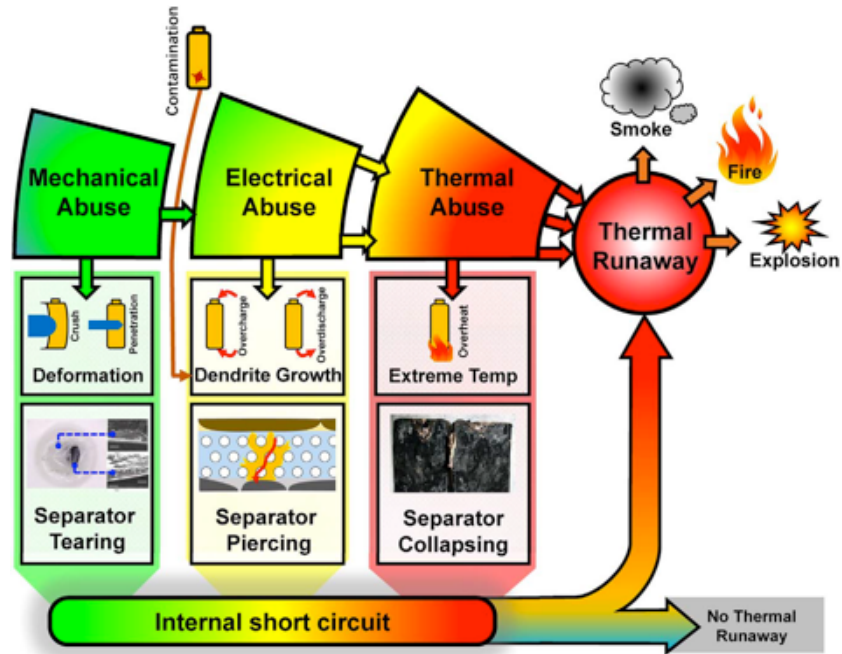 Contamination
Mechanical
Abuse
Electrical
Abuse
Thermal
Abuse
Thermal
Runaway
Smoke
Fire
Explosion
Crush
Penetration
Deformation
Overcharge
Overdischarge
Dendrite Growth
Overheat
Extreme Temp
Separator
Tearing
Separator
Piercing
Separator
Collapsing
Internal short circuit
No Thermal
Runaway